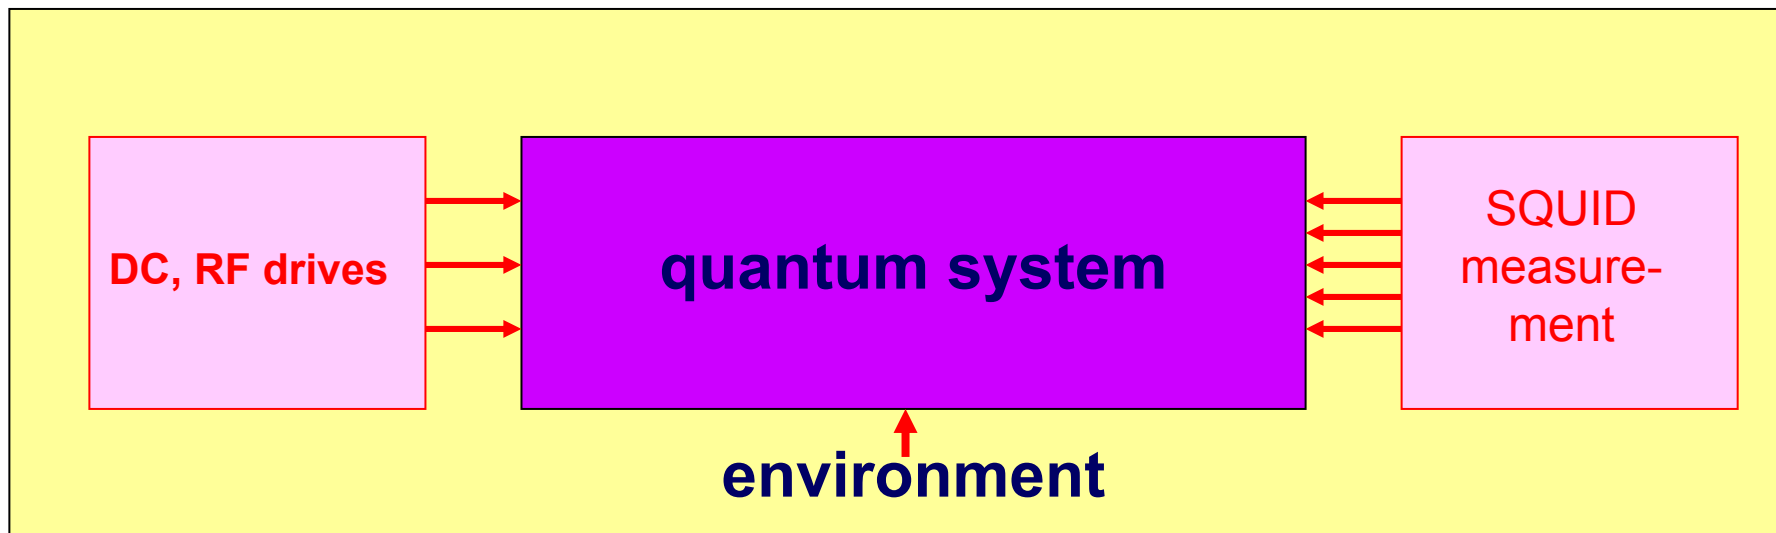 DC, RF drives
quantum system
SQUID
measure-
ment
environment